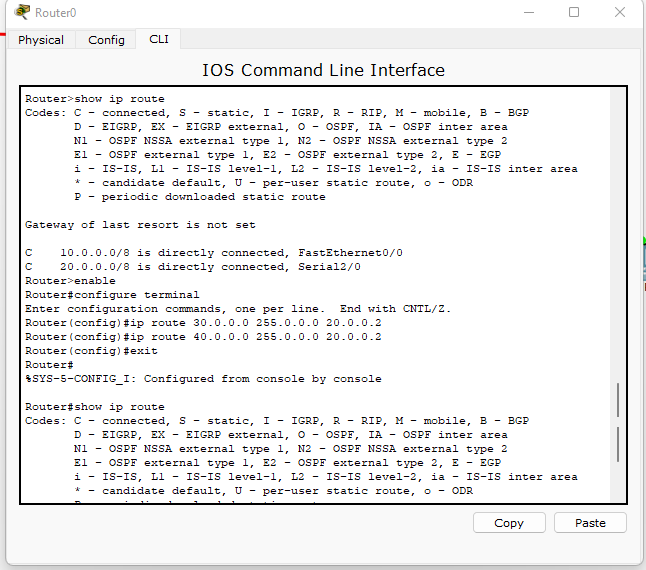 Router0
Physical Config CLI
IOS Command Line Interface
Router>show ip route
Codes: C - connected, S - static, I - IGRP, R - RIP, M - mobile, B - BGP
       D - EIGRP, EX - EIGRP external, O - OSPF, IA - OSPF inter area
       N1 - OSPF NSSA external type 1, N2 - OSPF NSSA external type 2
       E1 - OSPF external type 1, E2 - OSPF external type 2, E - EGP
       i - IS-IS, L1 - IS-IS level-1, L2 - IS-IS level-2, ia - IS-IS inter area
       * - candidate default, U - per-user static route, o - ODR
       P - periodic downloaded static route
Gateway of last resort is not set
C    10.0.0.0/8 is directly connected, FastEthernet0/0
C    20.0.0.0/8 is directly connected, Serial2/0
Router>enable
Router#configure terminal
Enter configuration commands, one per line.  End with CNTL/Z.
Router(config)#ip route 30.0.0.0 255.0.0.0 20.0.0.2
Router(config)#ip route 40.0.0.0 255.0.0.0 20.0.0.2
Router(config)#exit
Router#
%SYS-5-CONFIG_I: Configured from console by console
Router#show ip route
Codes: C - connected, S - static, I - IGRP, R - RIP, M - mobile, B - BGP
       D - EIGRP, EX - EIGRP external, O - OSPF, IA - OSPF inter area
       N1 - OSPF NSSA external type 1, N2 - OSPF NSSA external type 2
       E1 - OSPF external type 1, E2 - OSPF external type 2, E - EGP
       i - IS-IS, L1 - IS-IS level-1, L2 - IS-IS level-2, ia - IS-IS inter area
       * - candidate default, U - per-user static route, o - ODR
Copy Paste